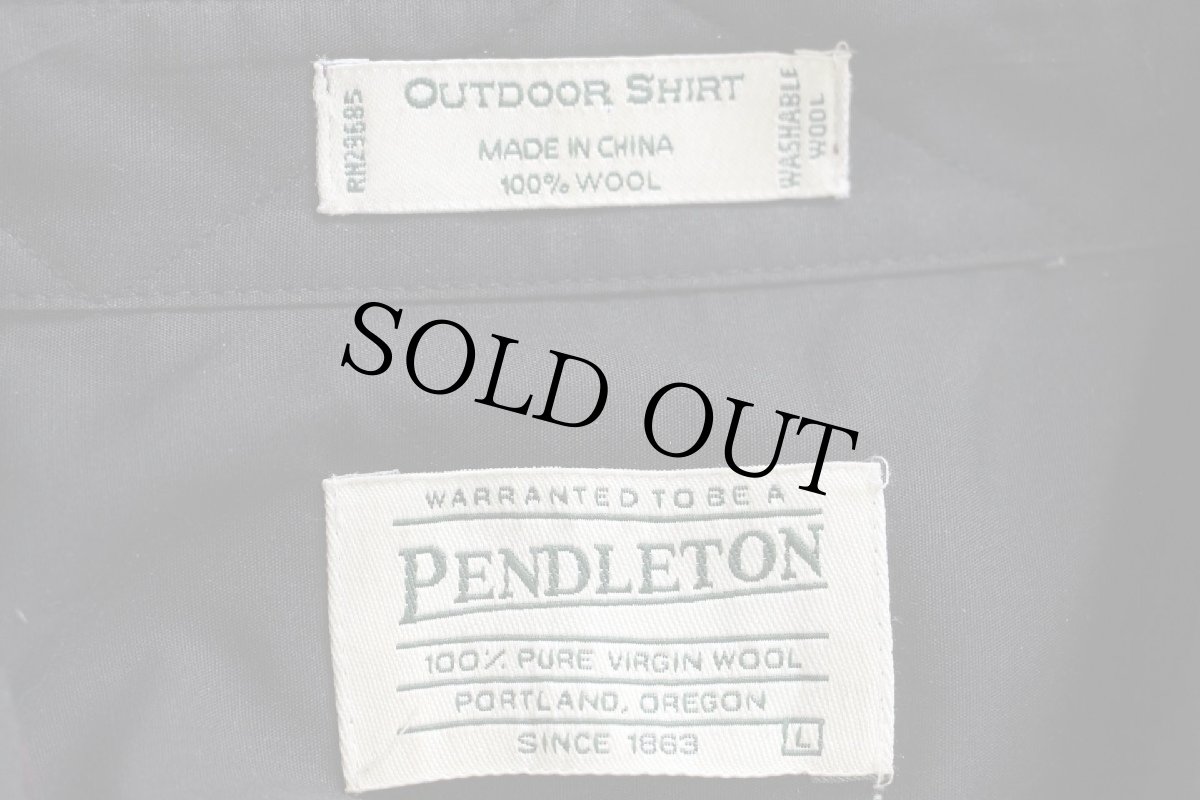 OUTDOOR SHIRT
MADE IN CHINA
100% WOOL
RH29685
WASHABLE
WOOL
SOLD OUT
WARRANTED TO BE A
PENDLETON
100% PURE VIRGIN WOOL
PORTLAND, OREGON
SINCE 1863
L